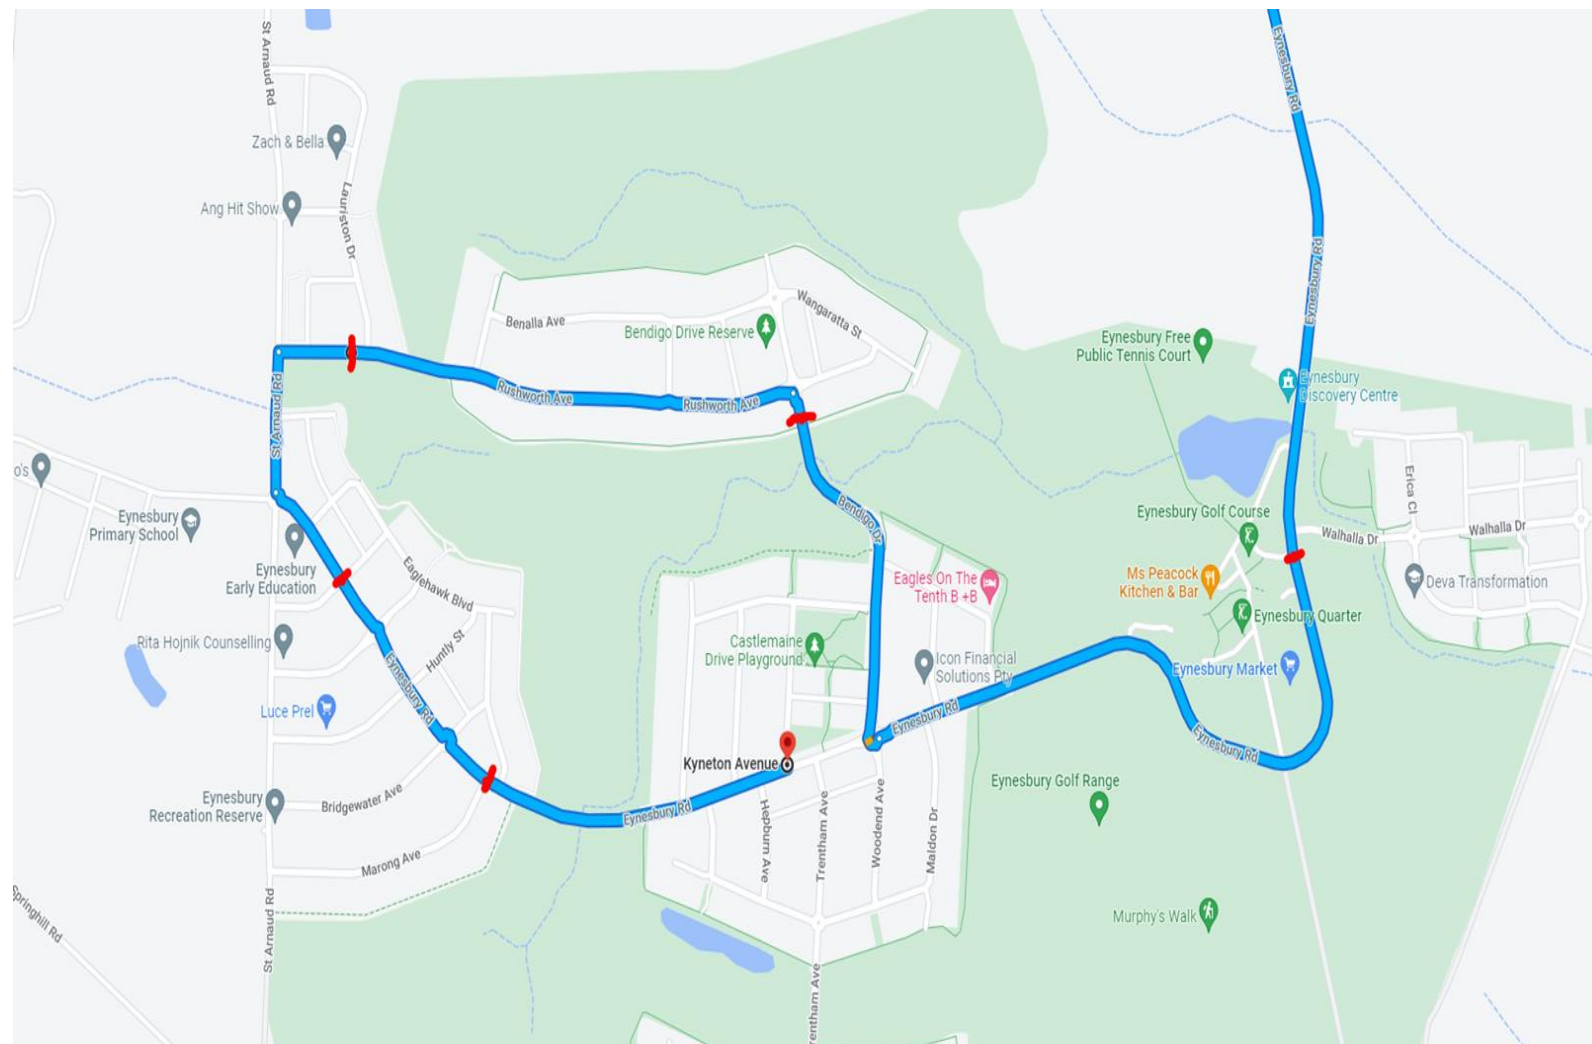 St Arnaud Rd
Eynesbury Rd
Zach & Bella
Ang Hit Show
Lauriston Dr
Eynesbury Rd
Benalla Ave
Bendigo Drive Reserve
Wangaratta St
Eynesbury Free
Public Tennis Court
Eynesbury
Discovery Centre
St Arnaud Rd
Rushworth Ave
Rushworth Ave
o's
Eynesbury
Primary School
Eynesbury
Early Education
Eaglehawk Blvd
Bendigo Dr
Eynesbury Golf Course
Erica Cl
Walhalla Dr
Walhalla Dr
Eagles On The
Tenth B +B
Ms Peacock
Kitchen & Bar
Deva Transformation
Eynesbury Quarter
Rita Hojnik Counselling
Huntly St
Castlemaine
Drive Playground
Icon Financial
Solutions Pty
Eynesbury Market
Eynesbury Rd
Luce Prel
Eynesbury Rd
Eynesbury Rd
Kyneton Avenue
Eynesbury Golf Range
Eynesbury
Recreation Reserve
Bridgewater Ave
Eynesbury Rd
Hepburn Ave
Trentham Ave
Woodend Ave
Maldon Dr
Marong Ave
Springhill Rd
St Arnaud Rd
Murphy's Walk
rentham Ave